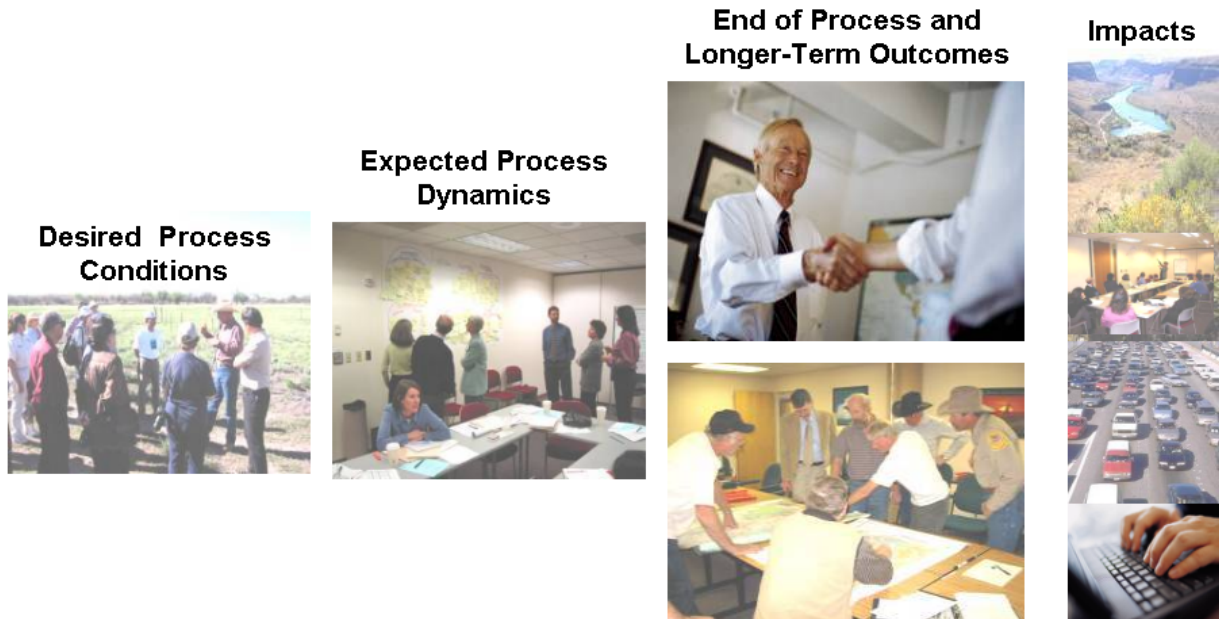 Desired Process
Conditions
Expected Process
Dynamics
End of Process and
Longer-Term Outcomes
Impacts